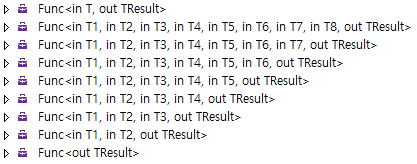 Func<in T, out TResult>
Func<in T1, in T2, in T3, in T4, in T5, in T6, in T7, in T8, out TResult>
Func<in T1, in T2, in T3, in T4, in T5, in T6, in T7, out TResult>
Func<in T1, in T2, in T3, in T4, in T5, in T6, out TResult>
Func<in T1, in T2, in T3, in T4, in T5, out TResult>
Func<in T1, in T2, in T3, in T4, out TResult>
Func<in T1, in T2, in T3, out TResult>
Func<in T1, in T2, out TResult>
Func<out TResult>